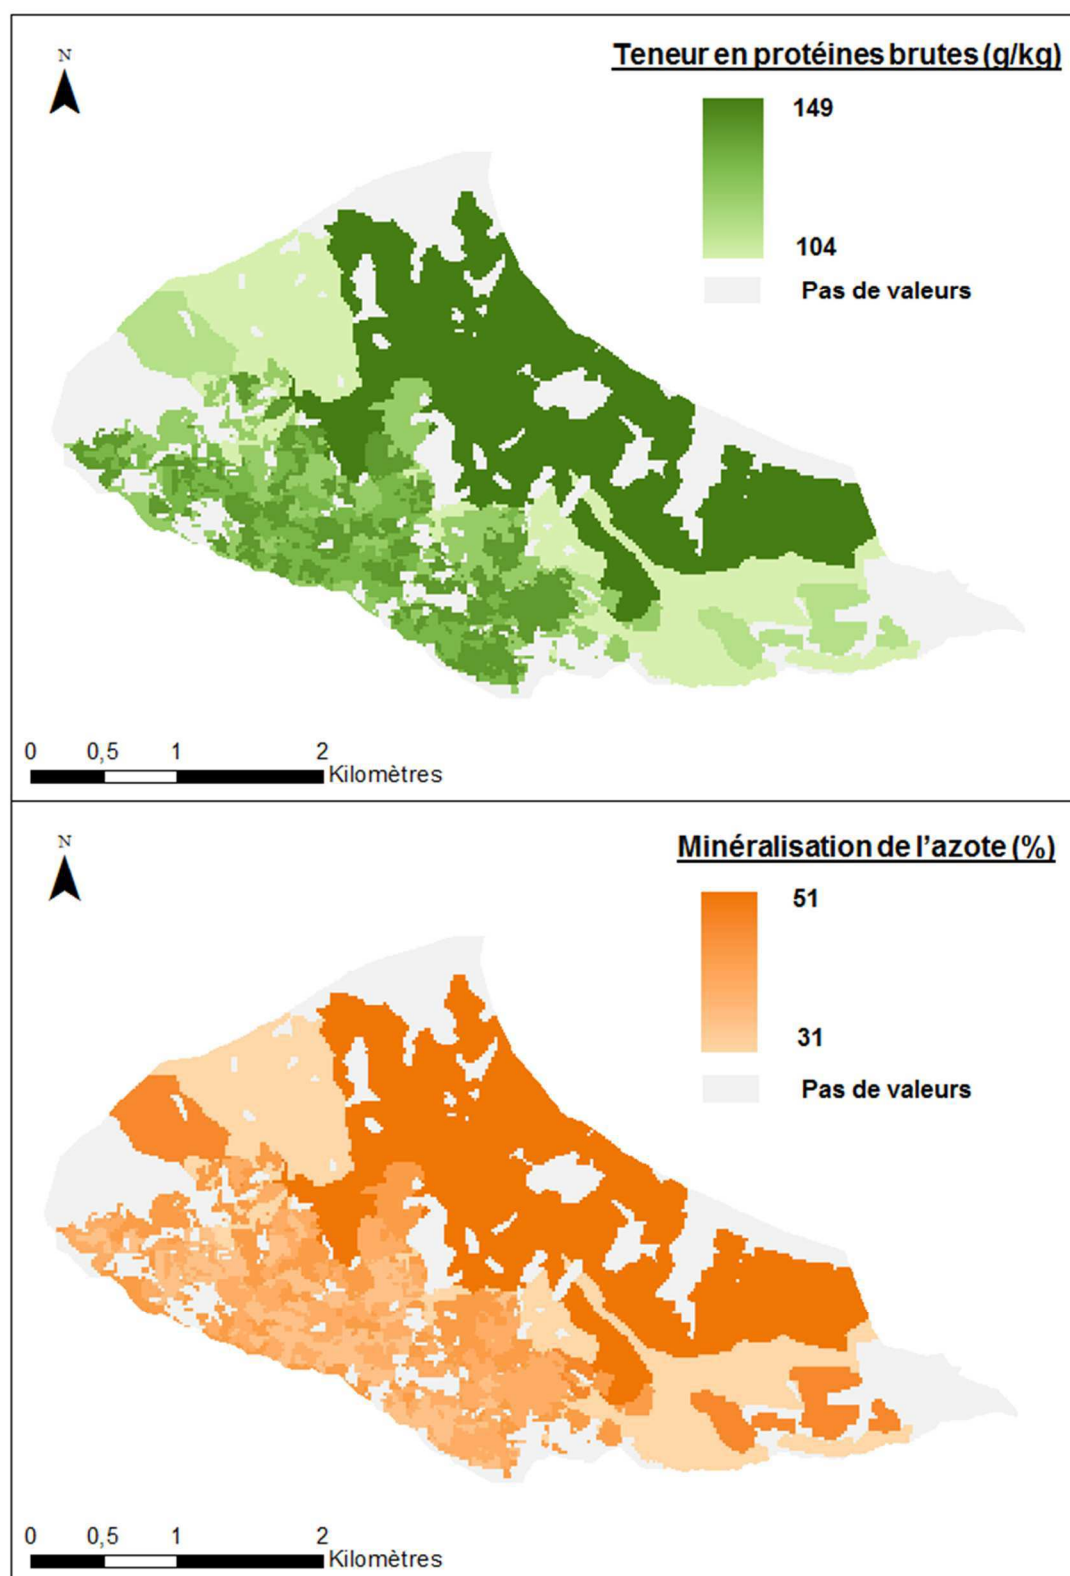 N
Teneur en protéines brutes (g/kg)
149
104
Pas de valeurs
0 0,5 1 2
Kilomètres
N
Minéralisation de l'azote (%)
51
31
Pas de valeurs
0 0,5 1 2
Kilomètres